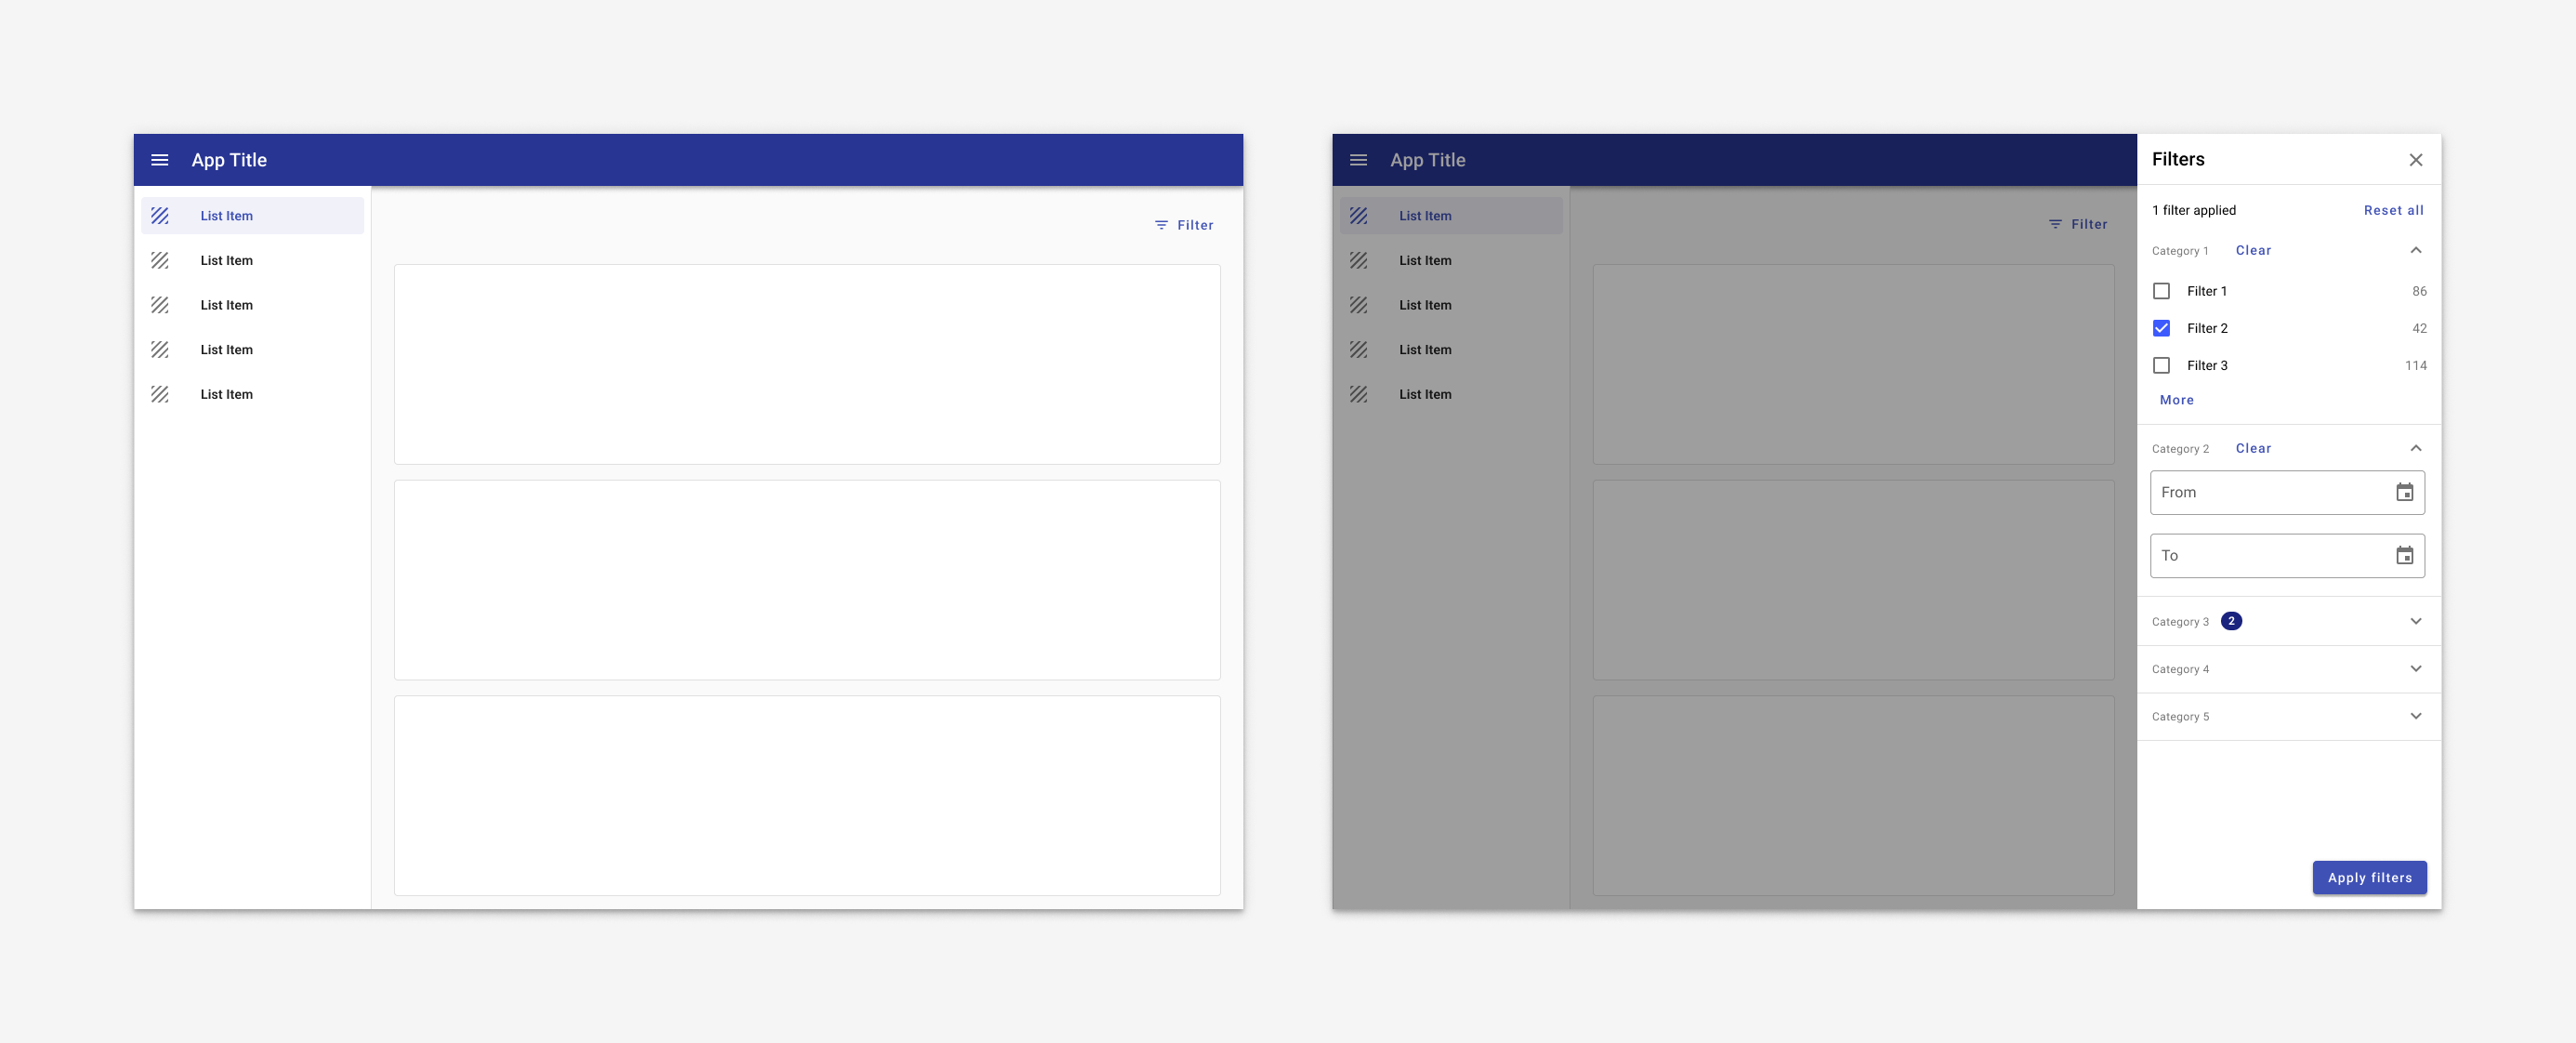 App Title
List Item
List Item
List Item
List Item
List Item
Filter
App Title
List Item
List Item
List Item
List Item
List Item
Filter
Filters
1 filter applied Reset all
Category 1 Clear
Filter 1 86
Filter 2 42
Filter 3 114
More
Category 2 Clear
From
To
Category 3 2
Category 4
Category 5
Apply filters